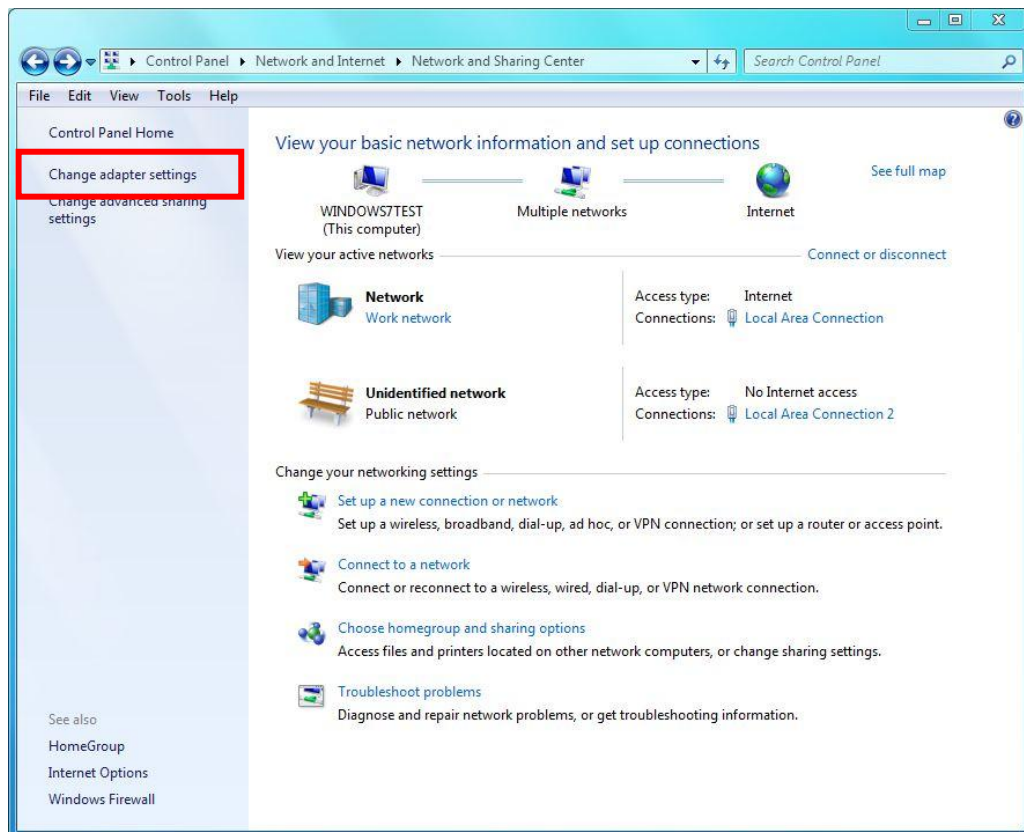 Control Panel Network and Internet Network and Sharing Center Search Control Panel
File Edit View Tools Help
Control Panel Home
Change adapter settings
Change advanced sharing
settings
View your basic network information and set up connections
See full map
WINDOWS7TEST
(This computer)
Multiple networks
Internet
View your active networks
Connect or disconnect
Network
Work network
Access type: Internet
Connections: Local Area Connection
Unidentified network
Public network
Access type: No Internet access
Connections: Local Area Connection 2
Change your networking settings
Set up a new connection or network
Set up a wireless, broadband, dial-up, ad hoc, or VPN connection; or set up a router or access point.
Connect to a network
Connect or reconnect to a wireless, wired, dial-up, or VPN network connection.
Choose homegroup and sharing options
Access files and printers located on other network computers, or change sharing settings.
Troubleshoot problems
Diagnose and repair network problems, or get troubleshooting information.
See also
HomeGroup
Internet Options
Windows Firewall